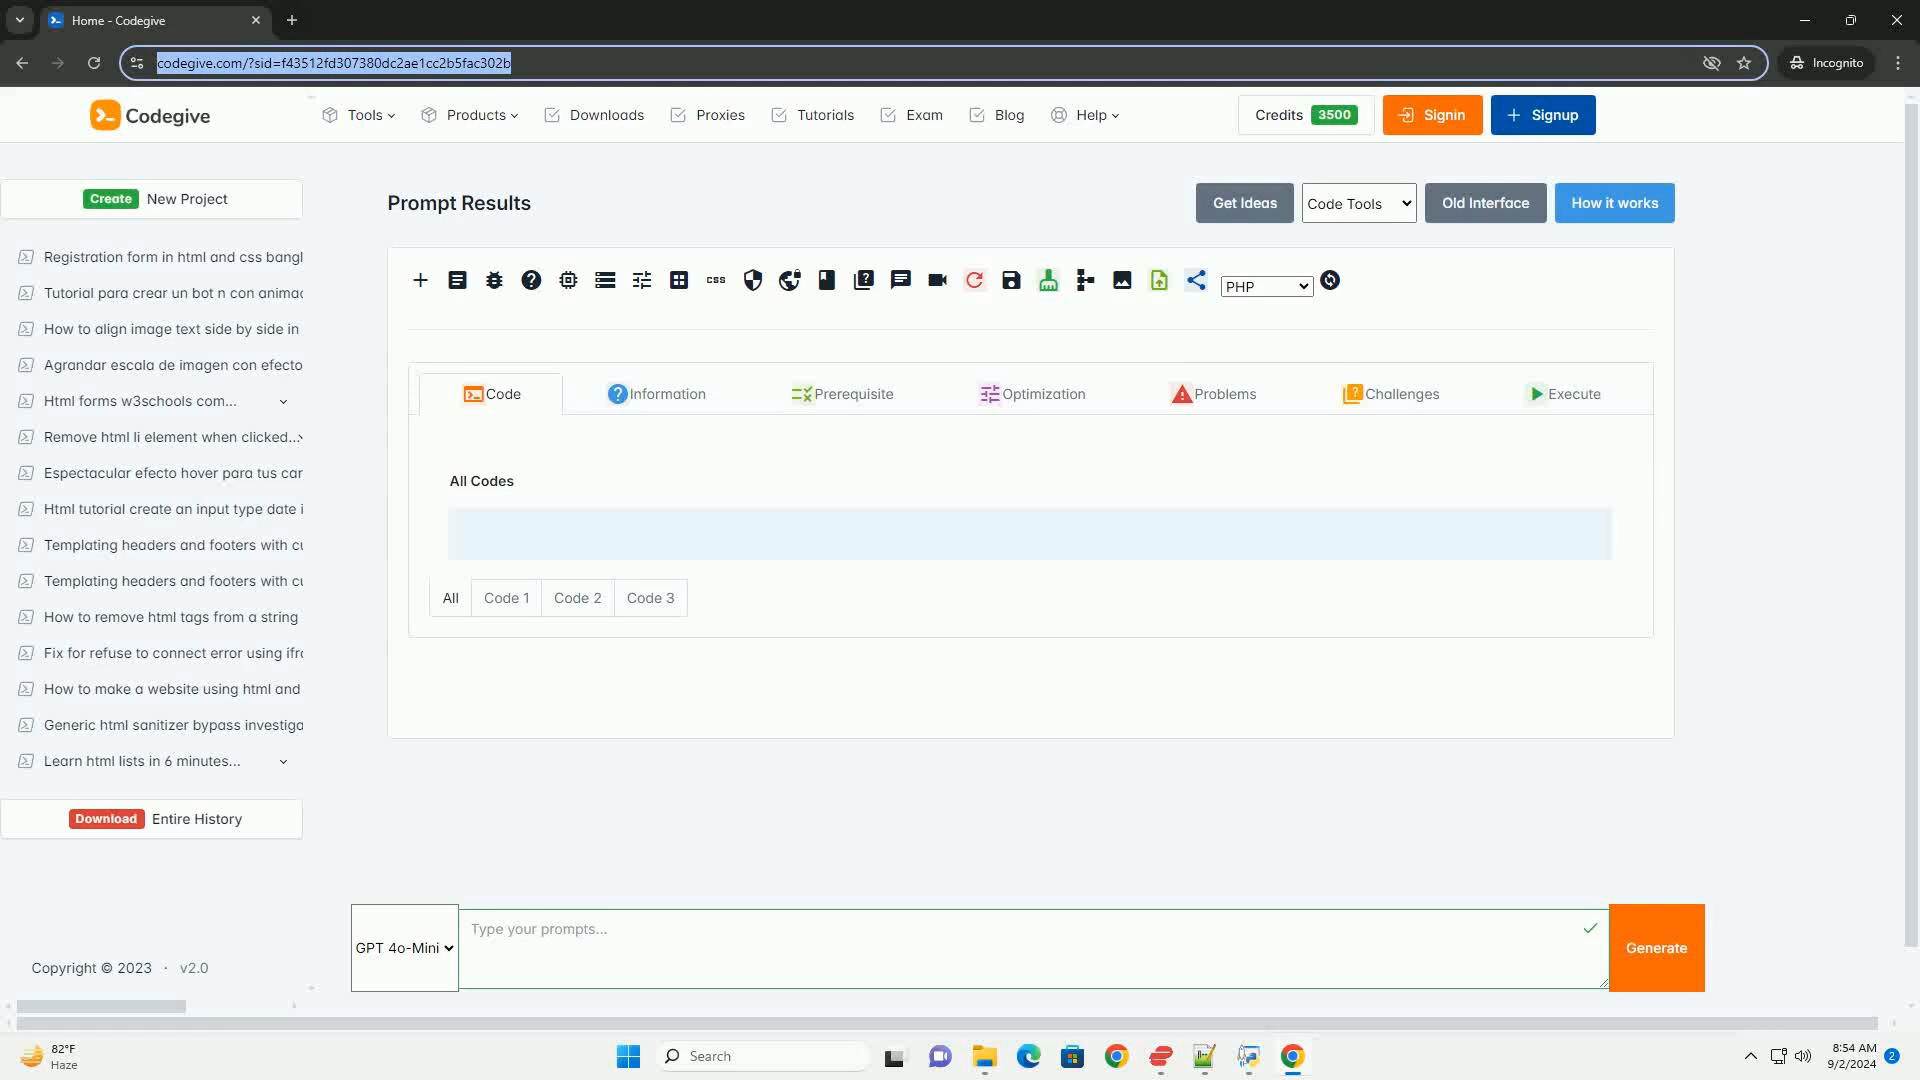 Home - Codegive
codegive.com/?sid=f43512fd307380dc2ae1cc2b5fac302b
Incognito
Codegive
Tools
Products
Downloads
Proxies
Tutorials
Exam
Blog
Help
Credits 3500
Signin
Signup
Create New Project
Registration form in html and css bangl
Tutorial para crear un bot n con animac
How to align image text side by side in
Agrandar escala de imagen con efecto
Html forms w3schools com...
Remove html li element when clicked...
Espectacular efecto hover para tus car
Html tutorial create an input type date i
Templating headers and footers with cu
Templating headers and footers with cu
How to remove html tags from a string
Fix for refuse to connect error using ifra
How to make a website using html and
Generic html sanitizer bypass investiga
Learn html lists in 6 minutes...
Download Entire History
Copyright © 2023 · v2.0
Prompt Results
Get Ideas
Code Tools
Old Interface
How it works
css
PHP
Code
Information
Prerequisite
Optimization
Problems
Challenges
Execute
All Codes
All
Code 1
Code 2
Code 3
GPT 4o-Mini
Type your prompts...
Generate
82°F
Haze
Search
8:54 AM
9/2/2024
2